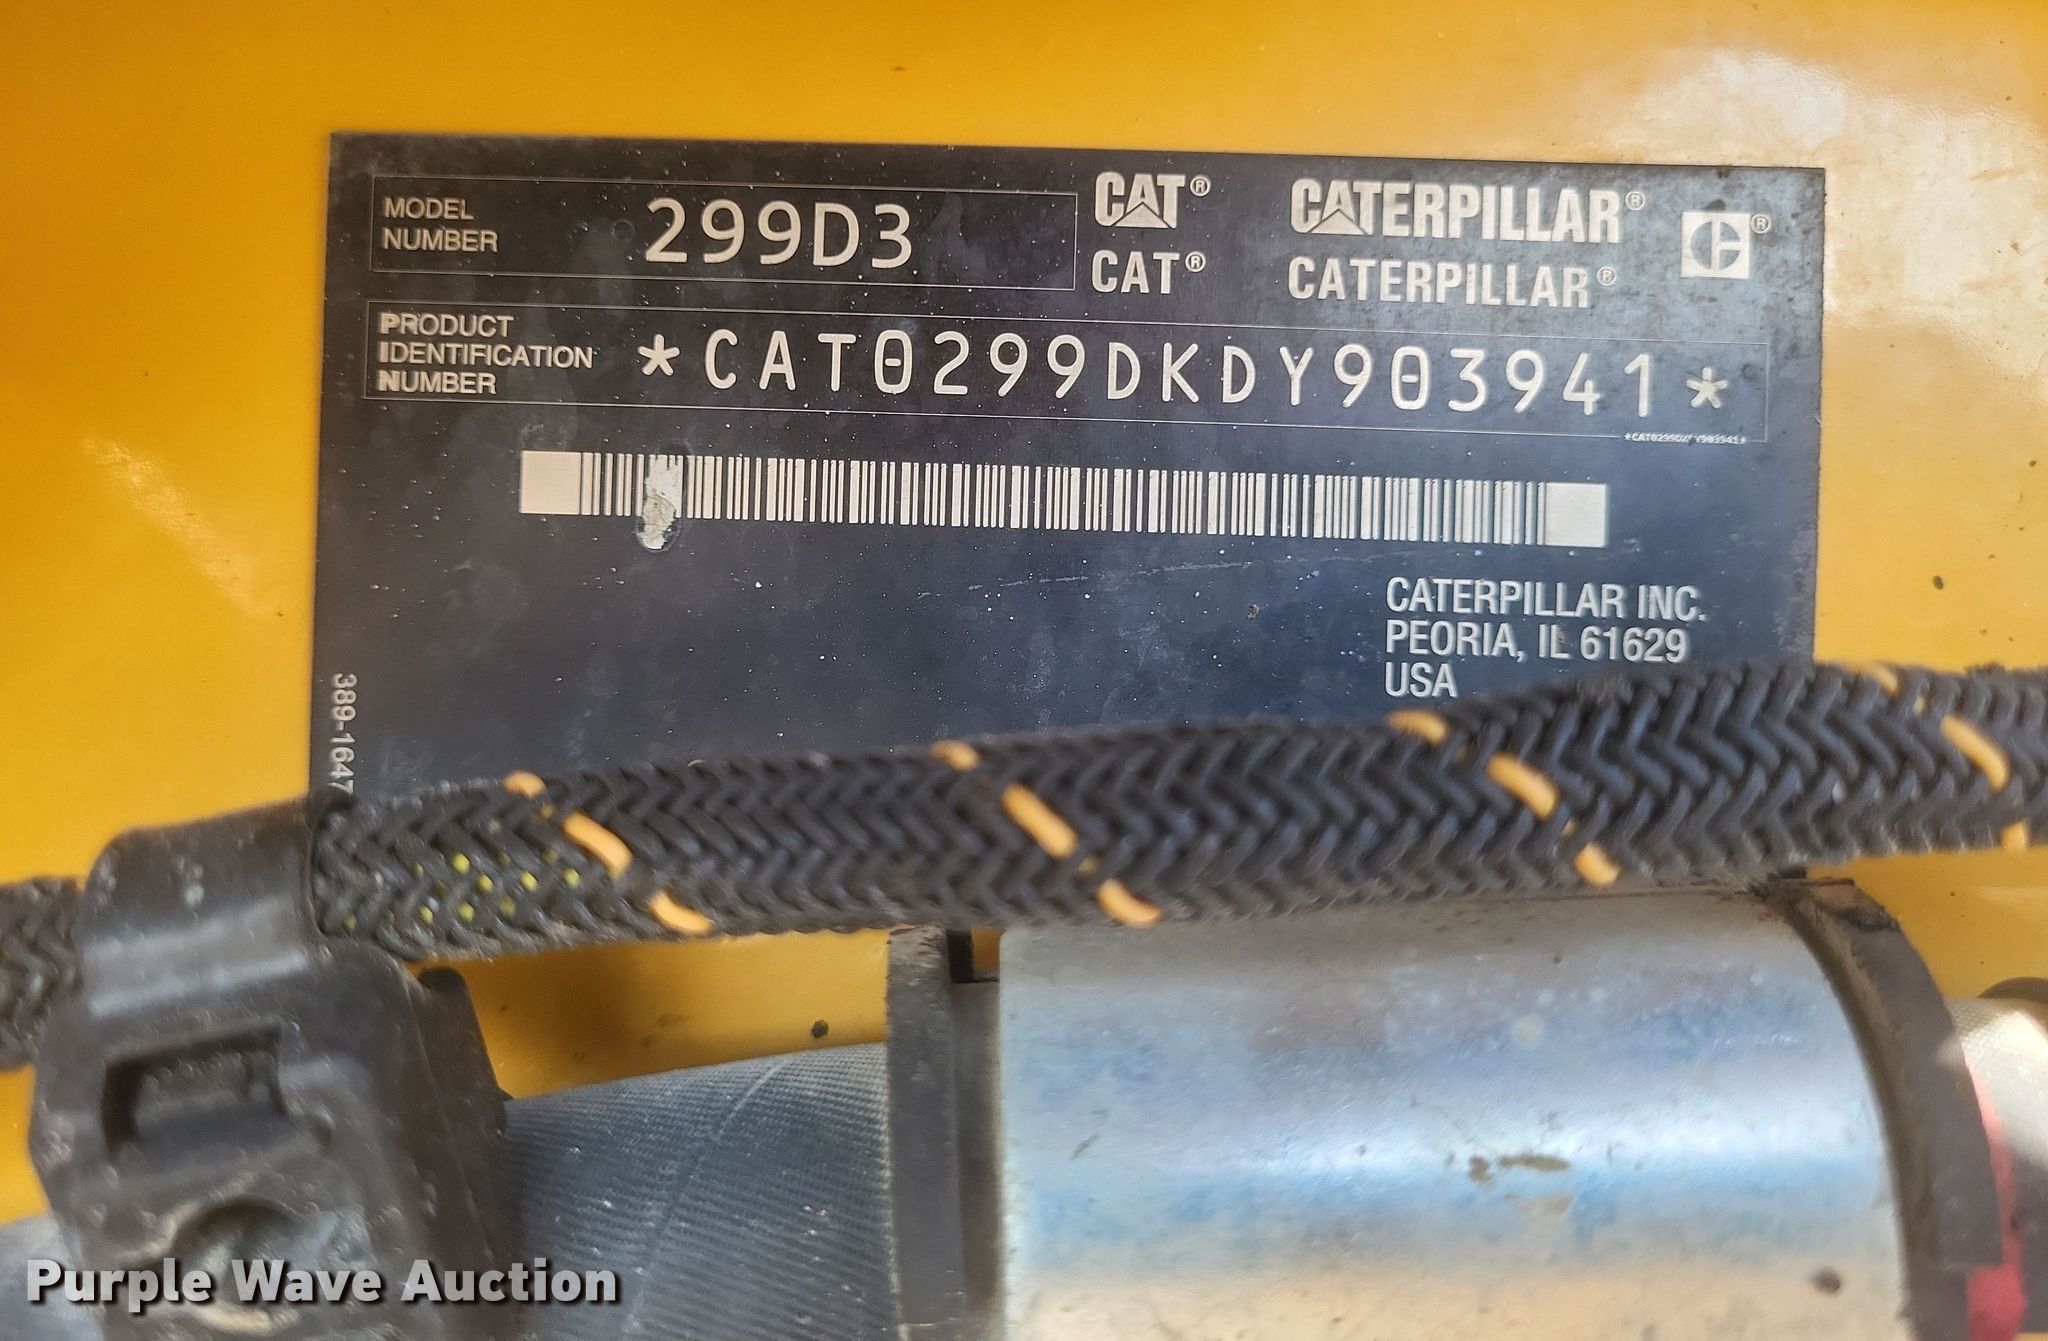 MODEL
NUMBER
299D3
CAT® CATERPILLAR® ®
CAT® CATERPILLAR®
PRODUCT
IDENTIFICATION
NUMBER
*CAT0299DKDY903941*
CATERPILLAR INC.
PEORIA, IL 61629
USA
389-1647
Purple Wave Auction